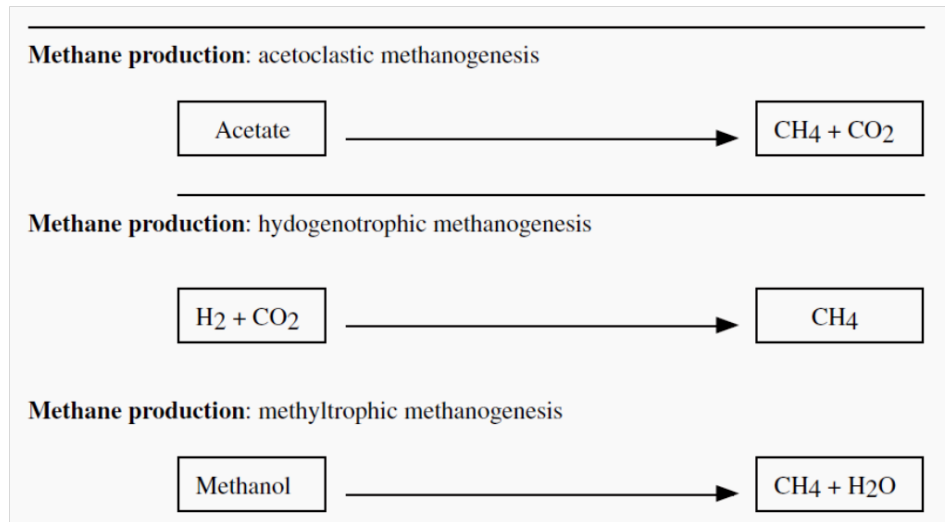 Methane production: acetoclastic methanogenesis
Acetate
CH4 + CO2
Methane production: hydogenotrophic methanogenesis
H2 + CO2
CH4
Methane production: methyltrophic methanogenesis
Methanol
CH4 + H2O